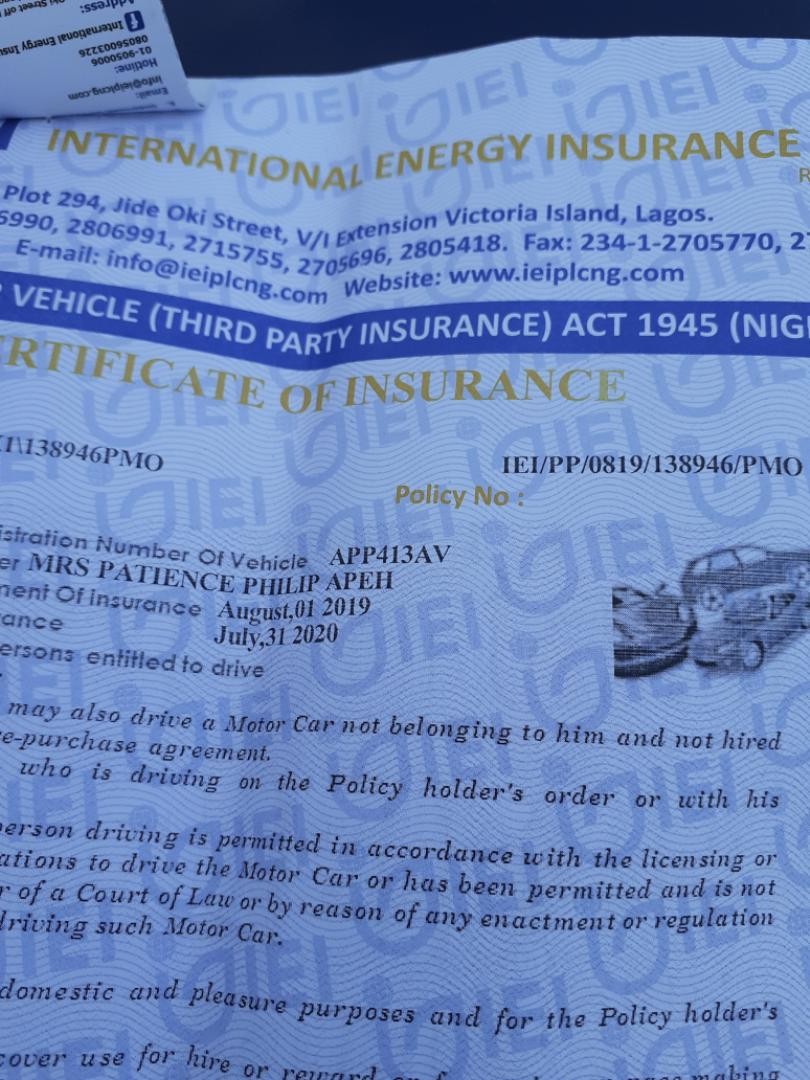 Address:
International Energy
08056003226
01-9050006
Hotline:
info@ieiplcng.com
Email:
IEI
INTERNATIONAL ENERGY INSURANCE
Plot 294, Jide Oki Street, V/I Extension Victoria Island, Lagos.
2806991, 2715755, 2705696, 2805418. Fax: 234-1-2705770,
E-mail: info@ieiplcng.com Website: www.ieiplcng.com
VEHICLE (THIRD PARTY INSURANCE) ACT 1945 (NIG
ERTIFICATE OF INSURANCE
1\138946PMO
IEI/PP/0819/138946/PMO
Policy No :
istration Number Of Vehicle APP413AV
er MRS PATIENCE PHILIP APEH
ment Of insurance August,01 2019
rance July,31 2020
ersons entitled to drive
may also drive a Motor Car not belonging to him and not hired
e-purchase agreement.
who is driving on the Policy holder's order or with his
person driving is permitted in accordance with the licensing or
ations to drive the Motor Car or has been permitted and is not
r of a Court of Law or by reason of any enactment or regulation
driving such Motor Car.
domestic and pleasure purposes and for the Policy holder's
cover use for hire or reward or
making